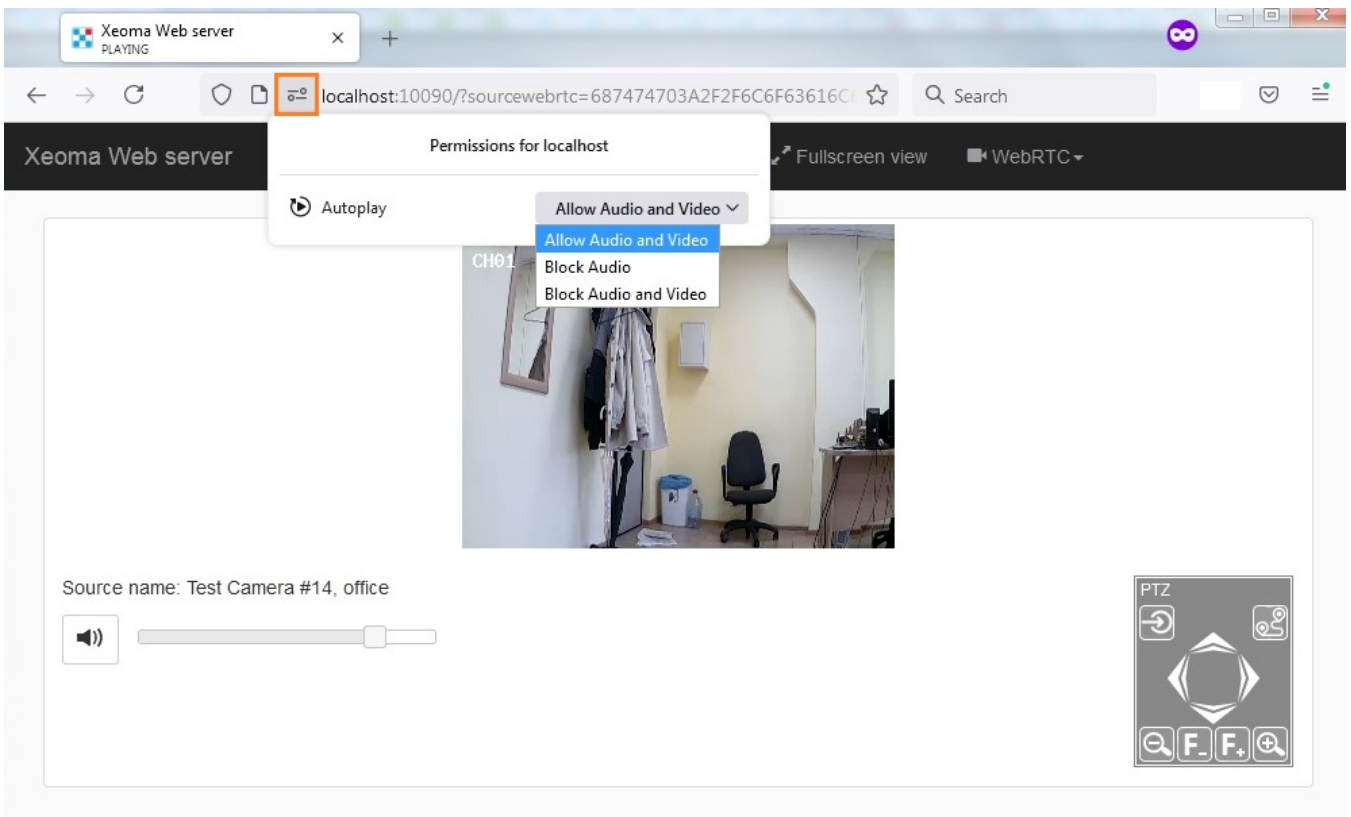 Xeoma Web server
PLAYING
localhost:10090/?sourcewebrtc=687474703A2F2F6C6F63616C6
Search
Xeoma Web server
Permissions for localhost
Fullscreen view
WebRTC
Autoplay
Allow Audio and Video
Allow Audio and Video
Block Audio
Block Audio and Video
CH01
Source name: Test Camera #14, office
PTZ
F-
F+